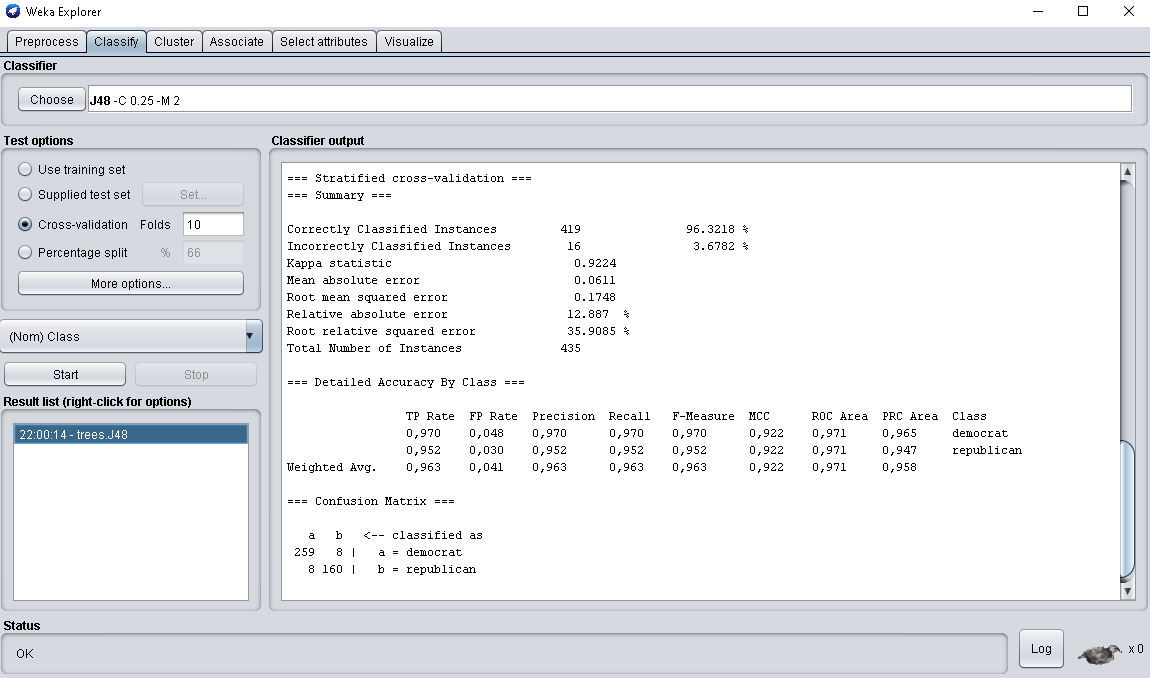 Weka Explorer
Preprocess Classify Cluster Associate Select attributes Visualize
Classifier
Choose J48 -C 0.25 -M 2
Test options
Use training set
Supplied test set Set...
Cross-validation Folds 10
Percentage split % 66
More options...
(Nom) Class
Start Stop
Result list (right-click for options)
22:00:14 - trees.J48
Classifier output
=== Stratified cross-validation ===
=== Summary ===
Correctly Classified Instances 419 96.3218 %
Incorrectly Classified Instances 16 3.6782 %
Kappa statistic 0.9224
Mean absolute error 0.0611
Root mean squared error 0.1748
Relative absolute error 12.887 %
Root relative squared error 35.9085 %
Total Number of Instances 435
=== Detailed Accuracy By Class ===
TP Rate FP Rate Precision Recall F-Measure MCC ROC Area PRC Area Class
0,970 0,048 0,970 0,970 0,970 0,922 0,971 0,965 democrat
0,952 0,030 0,952 0,952 0,952 0,922 0,971 0,947 republican
Weighted Avg. 0,963 0,041 0,963 0,963 0,963 0,922 0,971 0,958
=== Confusion Matrix ===
a b <-- classified as
259 8 | a = democrat
8 160 | b = republican
Status
OK
Log x 0